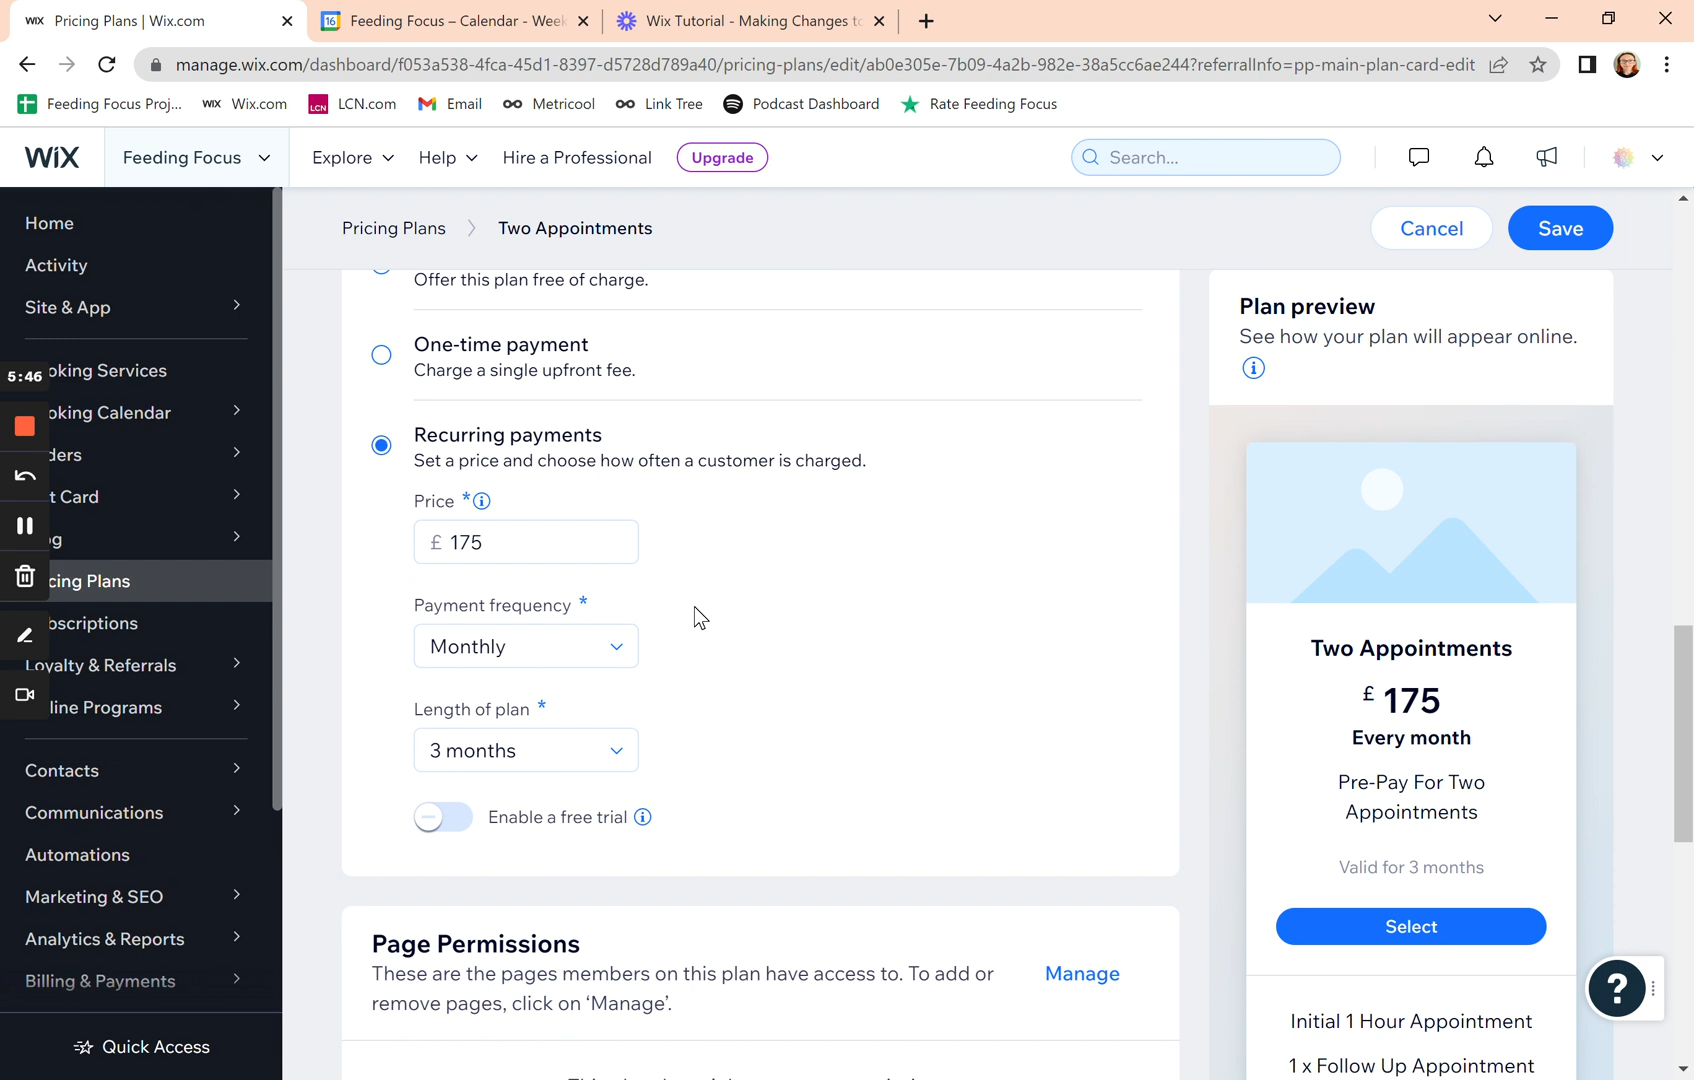 WIX Pricing Plans | Wix.com
16 Feeding Focus – Calendar - Week
Wix Tutorial - Making Changes to
manage.wix.com/dashboard/f053a538-4fca-45d1-8397-d5728d789a40/pricing-plans/edit/ab0e305e-7b09-4a2b-982e-38a5cc6ae244?referralInfo=pp-main-plan-card-edit
Feeding Focus Proj...
WIX Wix.com
LCN LCN.com
Email
Metricool
Link Tree
Podcast Dashboard
Rate Feeding Focus
WIX
Feeding Focus
Explore
Help
Hire a Professional
Upgrade
Search...
Home
Activity
Site & App
5:46
oking Services
oking Calendar
ders
t Card
g
cing Plans
bscriptions
Loyalty & Referrals
line Programs
Contacts
Communications
Automations
Marketing & SEO
Analytics & Reports
Billing & Payments
Quick Access
Pricing Plans
Two Appointments
Cancel
Save
Offer this plan free of charge.
One-time payment
Charge a single upfront fee.
Recurring payments
Set a price and choose how often a customer is charged.
Price *
£ 175
Payment frequency *
Monthly
Length of plan *
3 months
Enable a free trial
Page Permissions
These are the pages members on this plan have access to. To add or
remove pages, click on ‘Manage’.
Manage
Plan preview
See how your plan will appear online.
Two Appointments
£ 175
Every month
Pre-Pay For Two
Appointments
Valid for 3 months
Select
Initial 1 Hour Appointment
1 x Follow Up Appointment
?